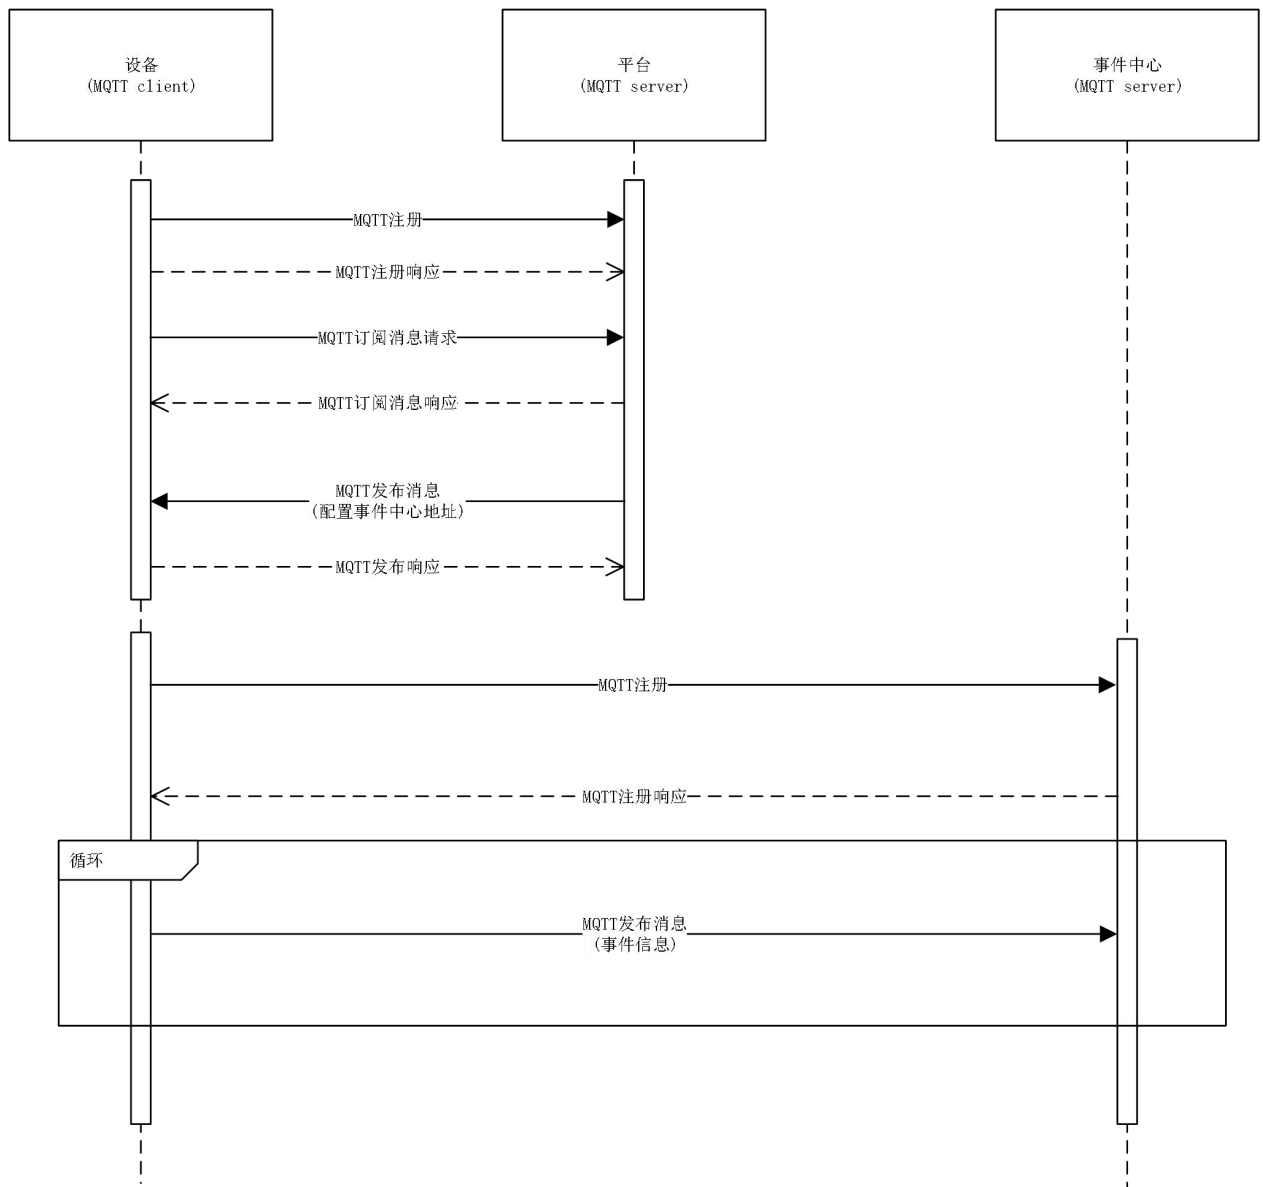 设备
(MQTT client)
平台
(MQTT server)
事件中心
(MQTT server)
MQTT注册
MQTT注册响应
MQTT订阅消息请求
MQTT订阅消息响应
MQTT发布消息
(配置事件中心地址)
MQTT发布响应
MQTT注册
MQTT注册响应
循环
MQTT发布消息
(事件信息)